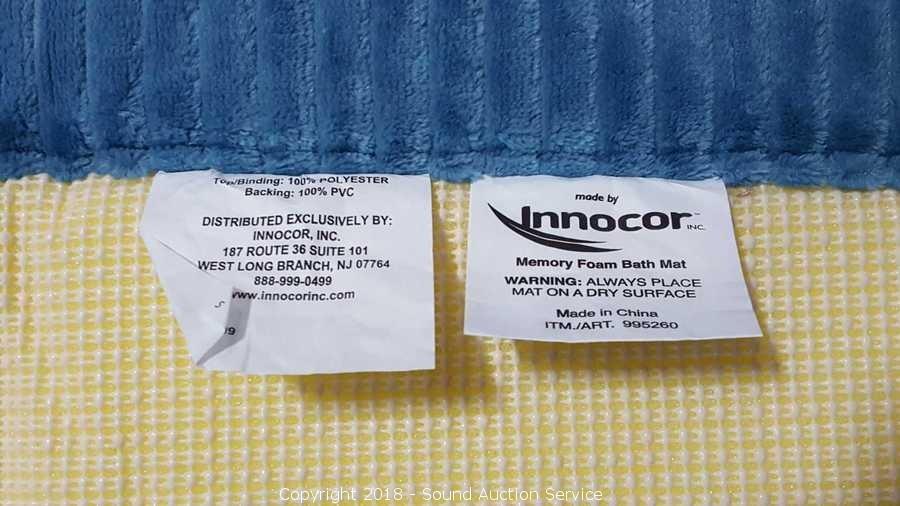 Top/Binding: 100% POLYESTER
Backing: 100% PVC
DISTRIBUTED EXCLUSIVELY BY:
INNOCOR, INC.
187 ROUTE 36 SUITE 101
WEST LONG BRANCH, NJ 07764
888-999-0499
www.innocorinc.com
made by
Innocor INC.
Memory Foam Bath Mat
WARNING: ALWAYS PLACE
MAT ON A DRY SURFACE
Made in China
ITM./ART. 995260
Copyright 2018 - Sound Auction Service